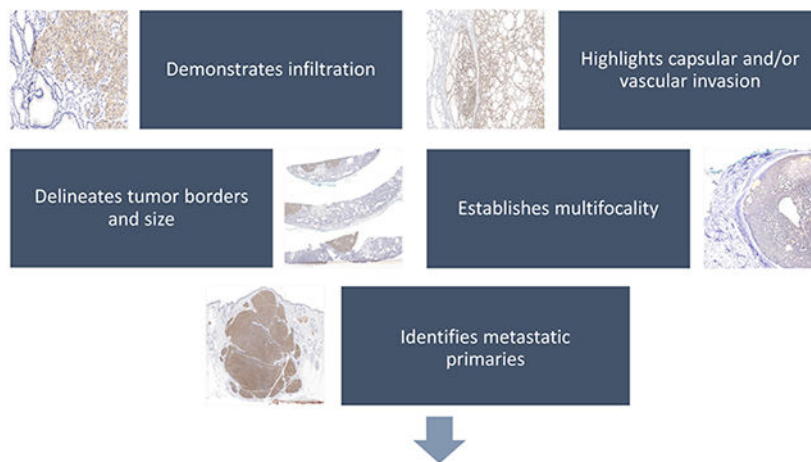 Demonstrates infiltration
Highlights capsular and/or
vascular invasion
Delineates tumor borders
and size
Establishes multifocality
Identifies metastatic
primaries